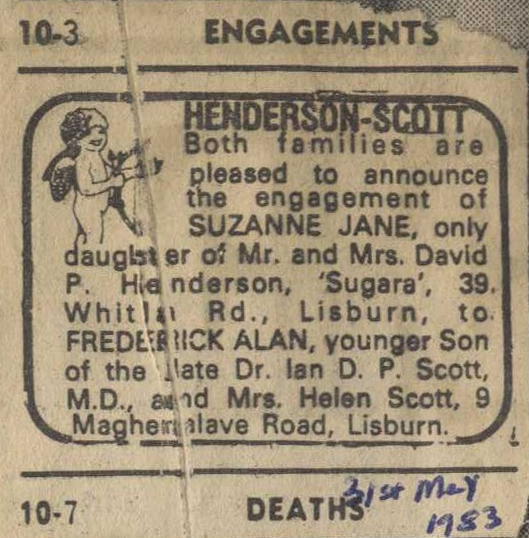 10-3 ENGAGEMENTS
HENDERSON-SCOTT
Both families are
pleased to announce
the engagement of
SUZANNE JANE, only
daughter of Mr. and Mrs. David
P. Henderson, 'Sugara', 39.
Whitla Rd., Lisburn, to
FREDERICK ALAN, younger Son
of the late Dr. Ian D. P. Scott,
M.D., and Mrs. Helen Scott, 9
Magheralave Road, Lisburn.
10-7 DEATHS
31st May
1983